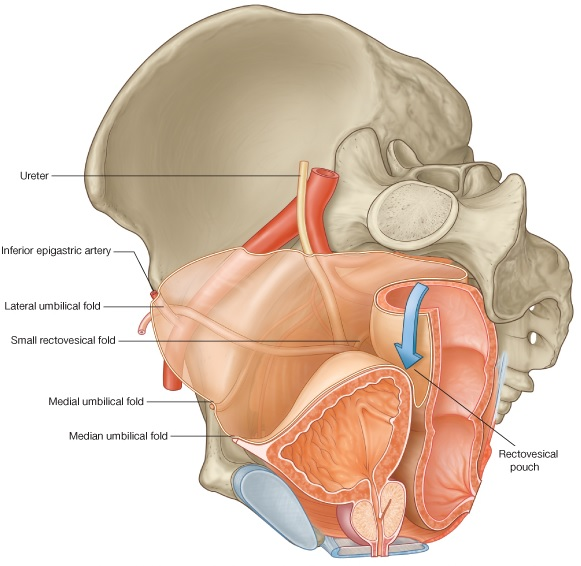 Ureter
Inferior epigastric artery
Lateral umbilical fold
Small rectovesical fold
Medial umbilical fold
Median umbilical fold
Rectovesical
pouch